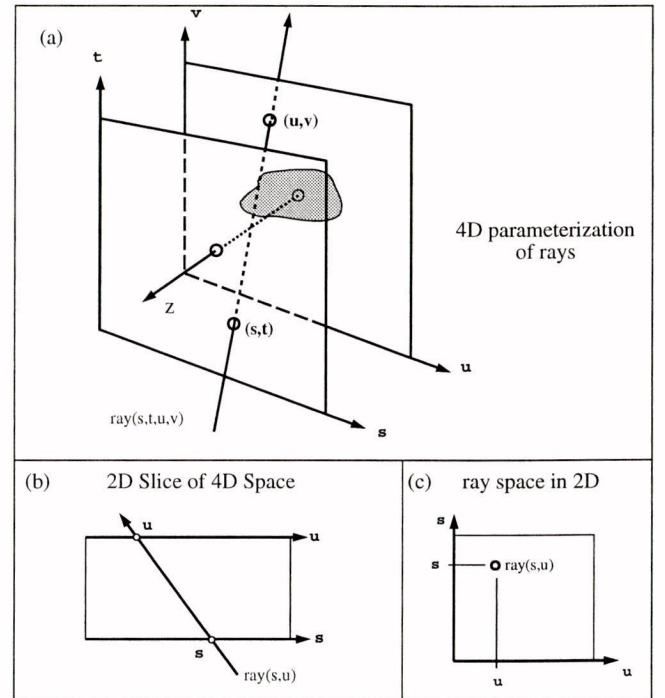 (a)
v
t
(u,v)
4D parameterization
of rays
Z
(s,t)
u
ray(s,t,u,v)
s
(b) 2D Slice of 4D Space
u
u
s
s
ray(s,u)
(c) ray space in 2D
s
s
ray(s,u)
u
u